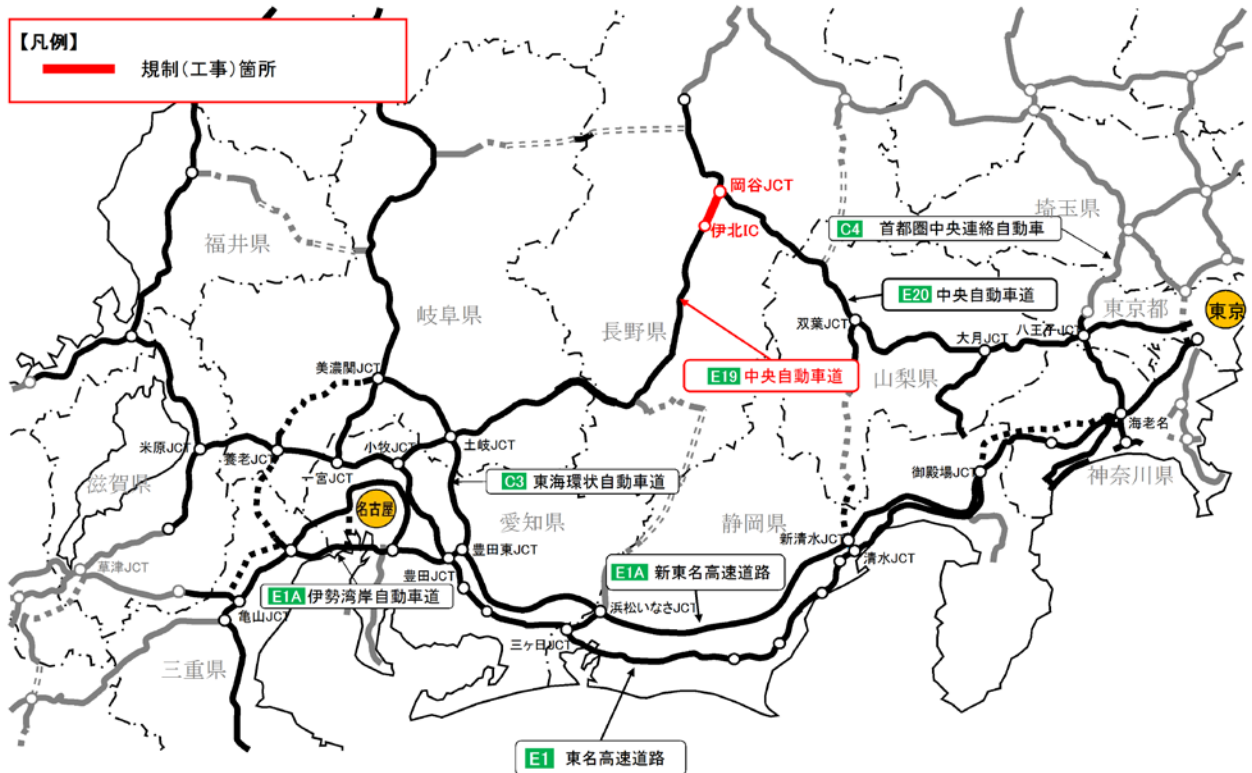 【凡例】
規制(工事)箇所
岡谷JCT
伊北IC
埼玉県
C4 首都圏中央連絡自動車
福井県
E20 中央自動車道
東京都
東京
岐阜県
長野県
双葉JCT
大月JCT
八王子JCT
美濃関JCT
E19 中央自動車道
山梨県
米原JCT
養老JCT
一宮JCT
小牧JCT
土岐JCT
海老名
御殿場JCT
神奈川県
滋賀県
C3 東海環状自動車道
名古屋
愛知県
静岡県
新清水JCT
清水JCT
草津JCT
豊田東JCT
豊田JCT
E1A 新東名高速道路
E1A 伊勢湾岸自動車道
亀山JCT
浜松いなさJCT
三ヶ日JCT
三重県
E1 東名高速道路